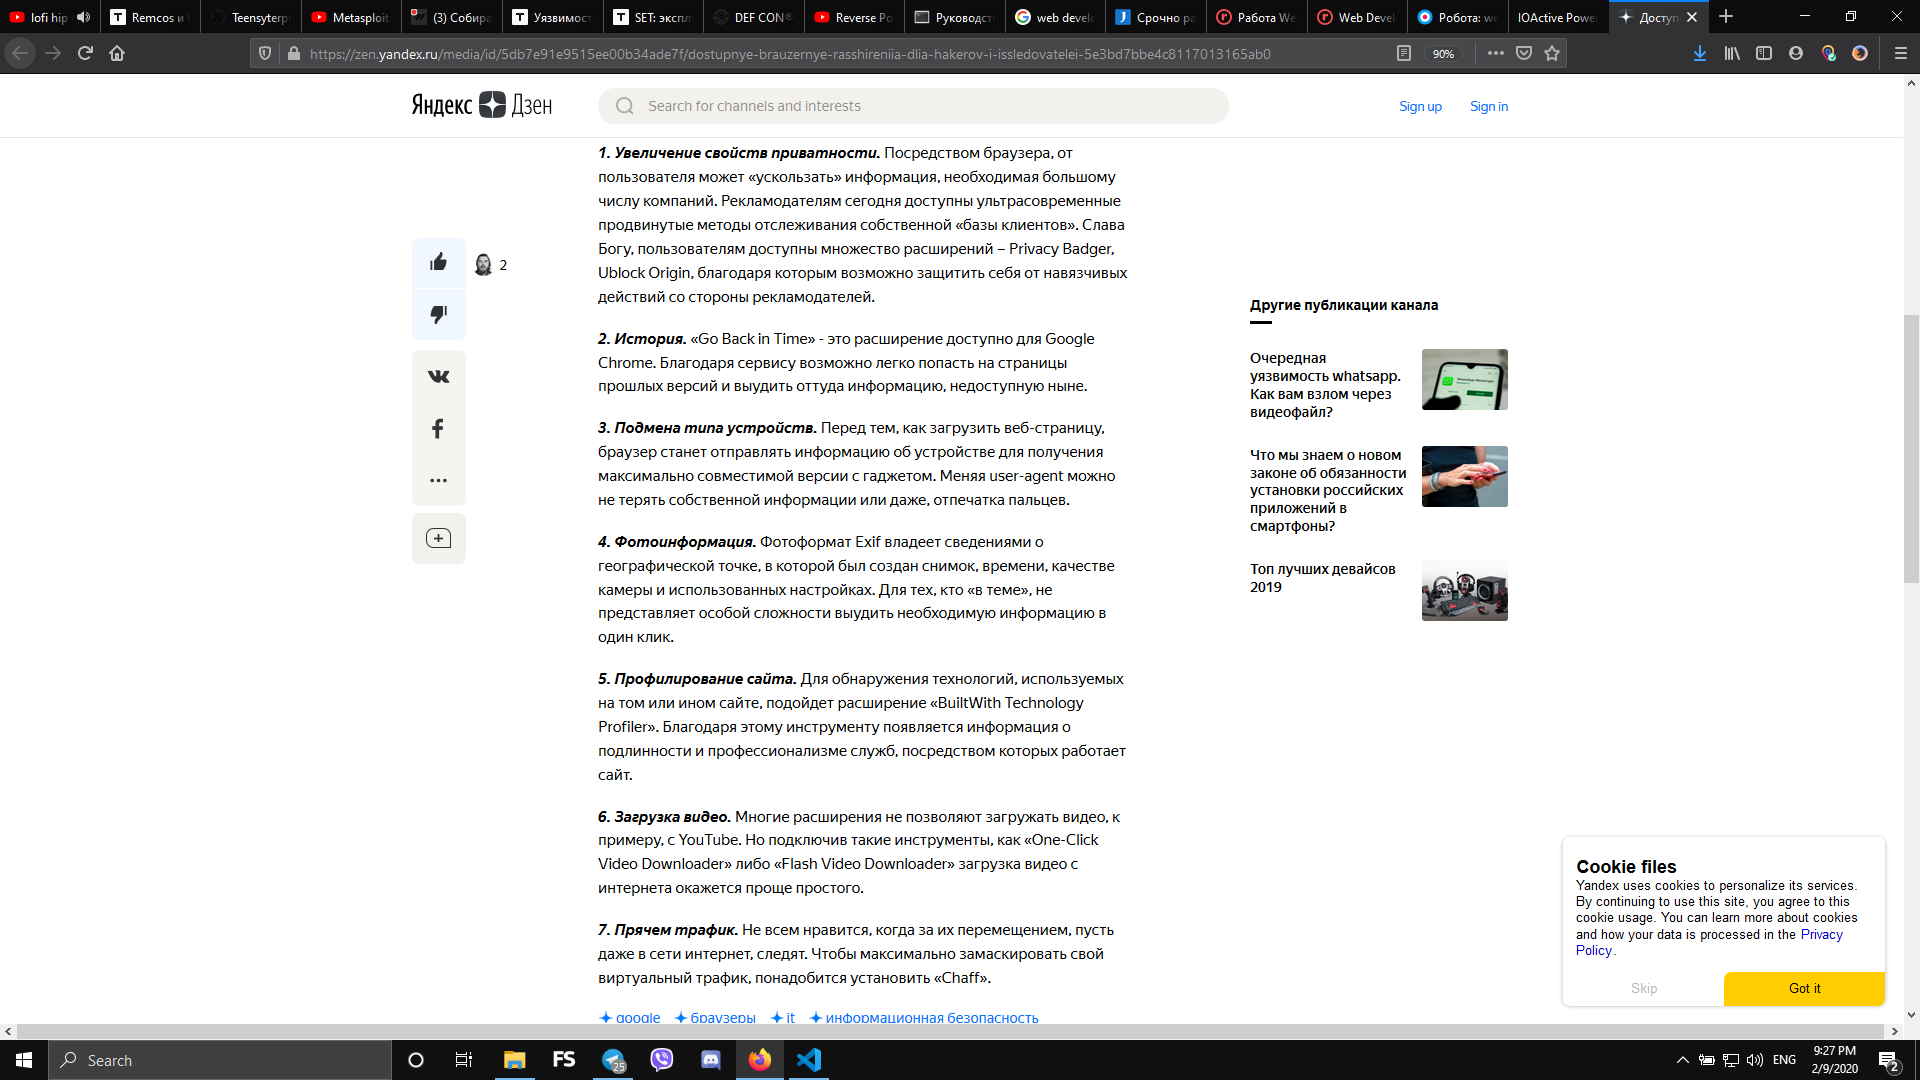 lofi hip
Remcos и
Teensyterpr
Metasploit
(3) Собира
Уязвимост
SET: экспл
DEF CON®
Reverse Po
Руководст
web develo
Срочно ра
Работа We
Web Devel
Робота: we
IOActive Power
Доступ
https://zen.yandex.ru/media/id/5db7e91e9515ee00b34ade7f/dostupnye-brauzernye-rasshireniia-dlia-hakerov-i-issledovatelei-5e3bd7bbe4c8117013165ab0
90%
Яндекс Дзен
Search for channels and interests
Sign up
Sign in
1. Увеличение свойств приватности. Посредством браузера, от
пользователя может «ускользать» информация, необходимая большому
числу компаний. Рекламодателям сегодня доступны ультрасовременные
продвинутые методы отслеживания собственной «базы клиентов». Слава
Богу, пользователям доступны множество расширений – Privacy Badger,
Ublock Origin, благодаря которым возможно защитить себя от навязчивых
действий со стороны рекламодателей.
2
2. История. «Go Back in Time» - это расширение доступно для Google
Chrome. Благодаря сервису возможно легко попасть на страницы
прошлых версий и выудить оттуда информацию, недоступную ныне.
3. Подмена типа устройств. Перед тем, как загрузить веб-страницу,
браузер станет отправлять информацию об устройстве для получения
максимально совместимой версии с гаджетом. Меняя user-agent можно
не терять собственной информации или даже, отпечатка пальцев.
4. Фотоинформация. Фотоформат Exif владеет сведениями о
географической точке, в которой был создан снимок, времени, качестве
камеры и использованных настройках. Для тех, кто «в теме», не
представляет особой сложности выудить необходимую информацию в
один клик.
5. Профилирование сайта. Для обнаружения технологий, используемых
на том или ином сайте, подойдет расширение «BuiltWith Technology
Profiler». Благодаря этому инструменту появляется информация о
подлинности и профессионализме служб, посредством которых работает
сайт.
6. Загрузка видео. Многие расширения не позволяют загружать видео, к
примеру, с YouTube. Но подключив такие инструменты, как «One-Click
Video Downloader» либо «Flash Video Downloader» загрузка видео с
интернета окажется проще простого.
7. Прячем трафик. Не всем нравится, когда за их перемещением, пусть
даже в сети интернет, следят. Чтобы максимально замаскировать свой
виртуальный трафик, понадобится установить «Chaff».
google браузеры it информационная безопасность
Другие публикации канала
Очередная
уязвимость whatsapp.
Как вам взлом через
видеофайл?
Что мы знаем о новом
законе об обязанности
установки российских
приложений в
смартфоны?
Топ лучших девайсов
2019
Cookie files
Yandex uses cookies to personalize its services.
By continuing to use this site, you agree to this
cookie usage. You can learn more about cookies
and how your data is processed in the Privacy
Policy.
Skip
Got it
Search
FS
25
ENG
9:27 PM
2/9/2020
2